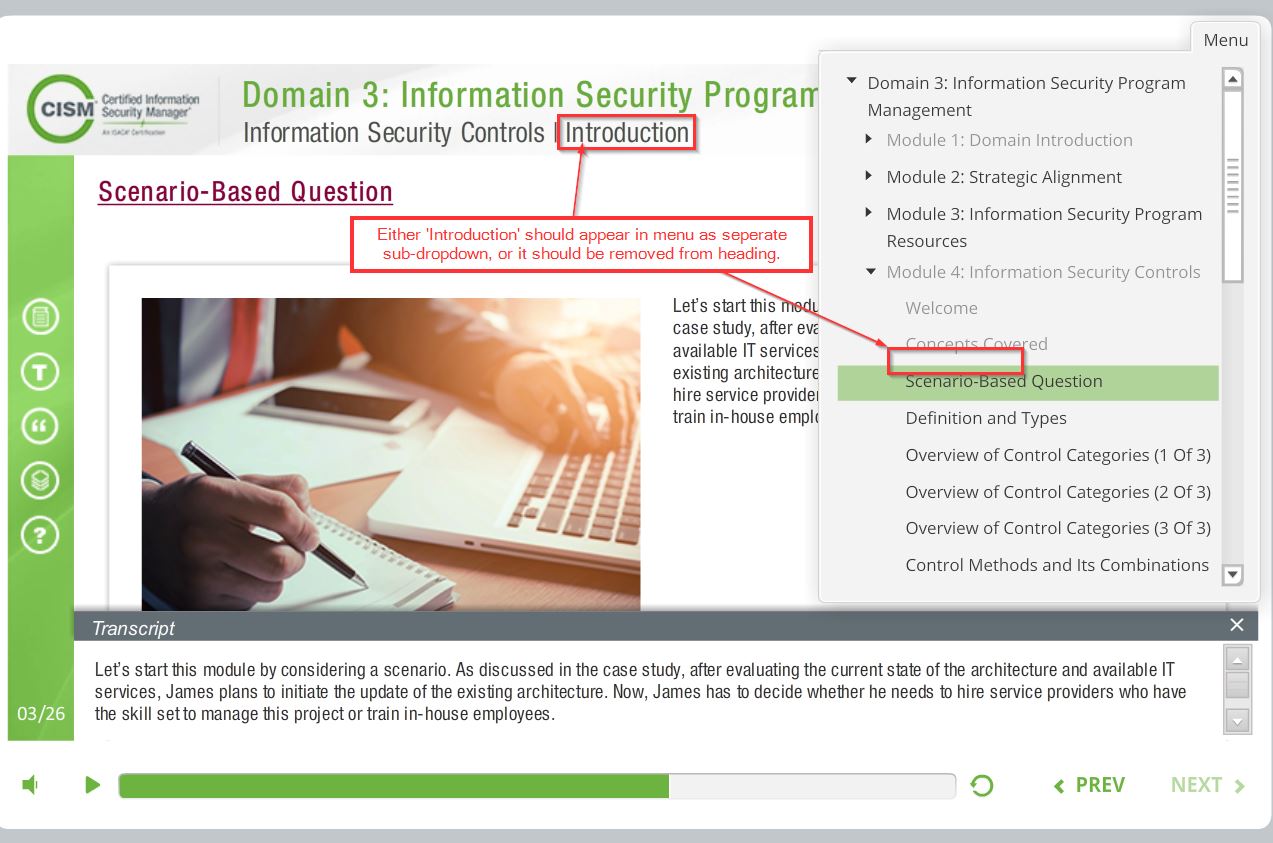 Menu
CISM
Certified Information
Security Manager®
An ISACA® Certification
Domain 3: Information Security Program
Information Security Controls | Introduction
Scenario-Based Question
Either 'Introduction' should appear in menu as seperate
sub-dropdown, or it should be removed from heading.
Let's start this modu
case study, after eva
available IT services
existing architecture
hire service provider
train in-house emplo
Domain 3: Information Security Program
Management
Module 1: Domain Introduction
Module 2: Strategic Alignment
Module 3: Information Security Program
Resources
Module 4: Information Security Controls
Welcome
Concepts Covered
Scenario-Based Question
Definition and Types
Overview of Control Categories (1 Of 3)
Overview of Control Categories (2 Of 3)
Overview of Control Categories (3 Of 3)
Control Methods and Its Combinations
T
?
Transcript
Let's start this module by considering a scenario. As discussed in the case study, after evaluating the current state of the architecture and available IT
services, James plans to initiate the update of the existing architecture. Now, James has to decide whether he needs to hire service providers who have
the skill set to manage this project or train in-house employees.
03/26
PREV
NEXT